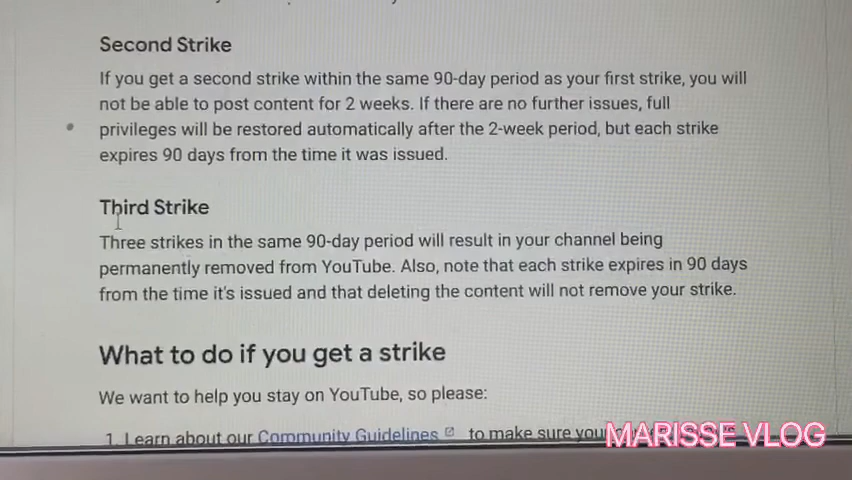 Second Strike
If you get a second strike within the same 90-day period as your first strike, you will
not be able to post content for 2 weeks. If there are no further issues, full
privileges will be restored automatically after the 2-week period, but each strike
expires 90 days from the time it was issued.
Third Strike
Three strikes in the same 90-day period will result in your channel being
permanently removed from YouTube. Also, note that each strike expires in 90 days
from the time it's issued and that deleting the content will not remove your strike.
What to do if you get a strike
We want to help you stay on YouTube, so please:
1. Learn about our Community Guidelines to make sure your
MARISSE VLOG